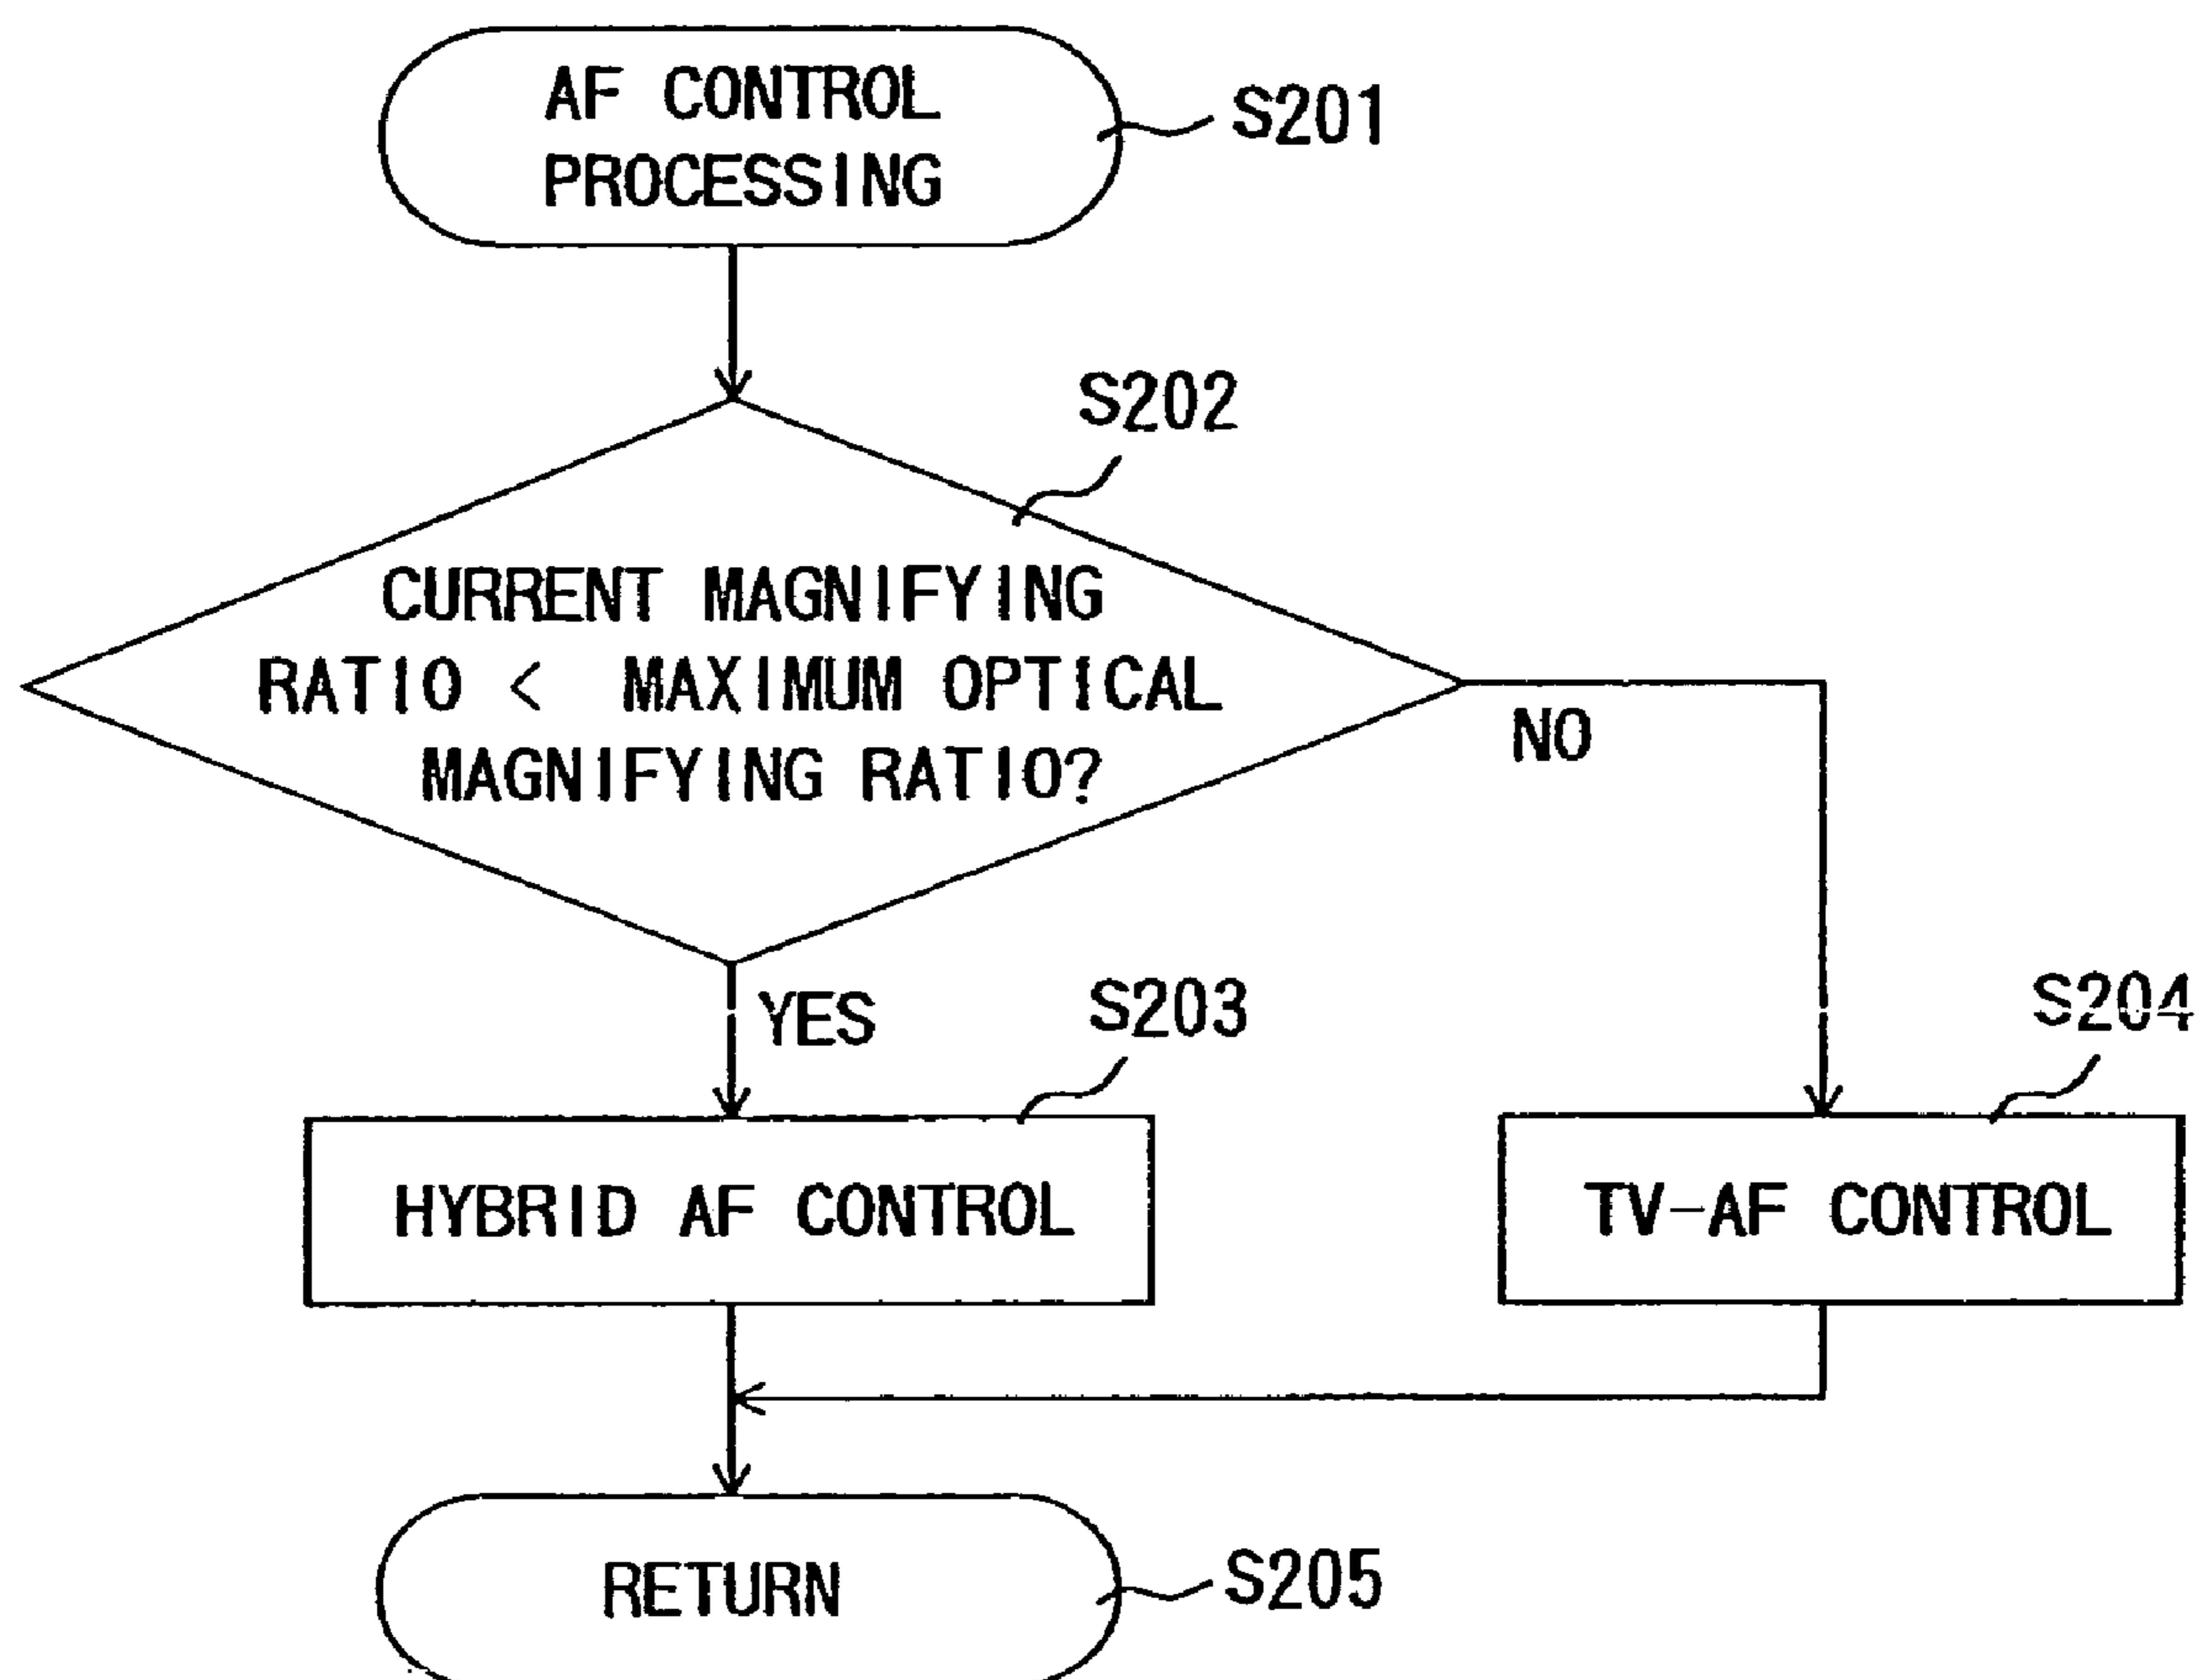 AF CONTROL
PROCESSING
S201
S202
CURRENT MAGNIFYING
RATIO < MAXIMUM OPTICAL
MAGNIFYING RATIO?
NO
YES
S203
S204
HYBRID AF CONTROL
TV-AF CONTROL
RETURN
S205